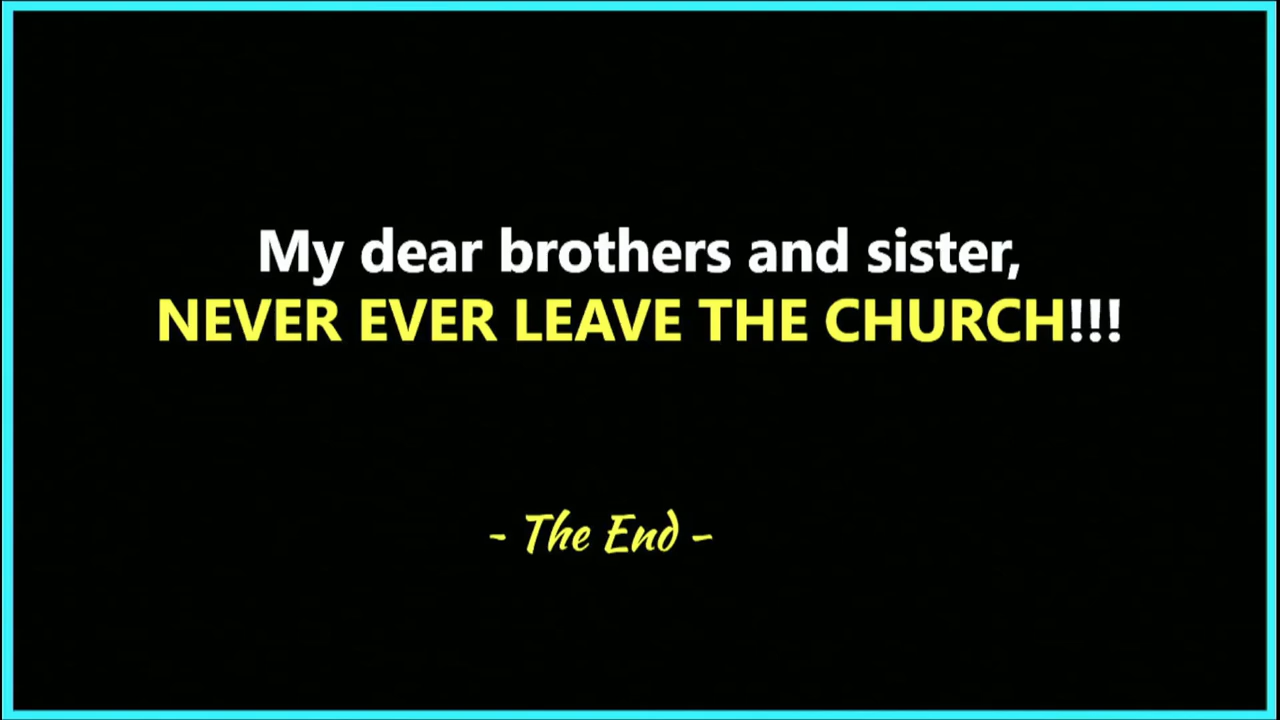 My dear brothers and sister,
NEVER EVER LEAVE THE CHURCH!!!
- The End -